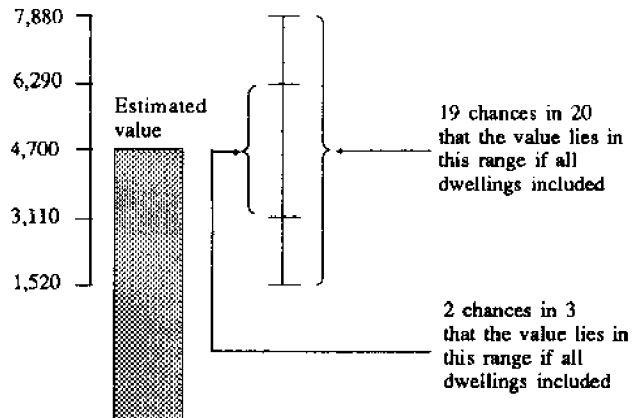 7,880
6,290
4,700
3,110
1,520
Estimated
value
19 chances in 20
that the value lies in
this range if all
dwellings included
2 chances in 3
that the value lies in
this range if all
dwellings included